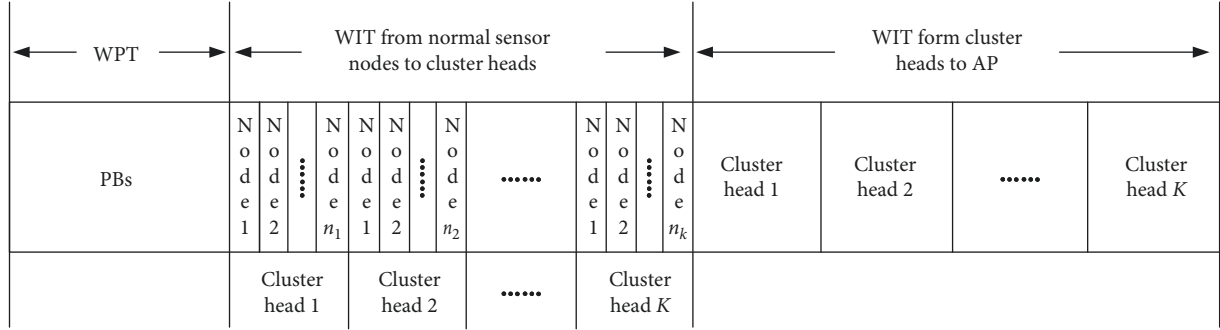 WPT
WIT from normal sensor
nodes to cluster heads
WIT form cluster
heads to AP
PBs
Node 1
Node 2
......
Node n1
Node 1
Node 2
......
Node n2
......
Node 1
Node 2
......
Node nk
Cluster
head 1
Cluster
head 2
......
Cluster
head K
Cluster
head 1
Cluster
head 2
......
Cluster
head K